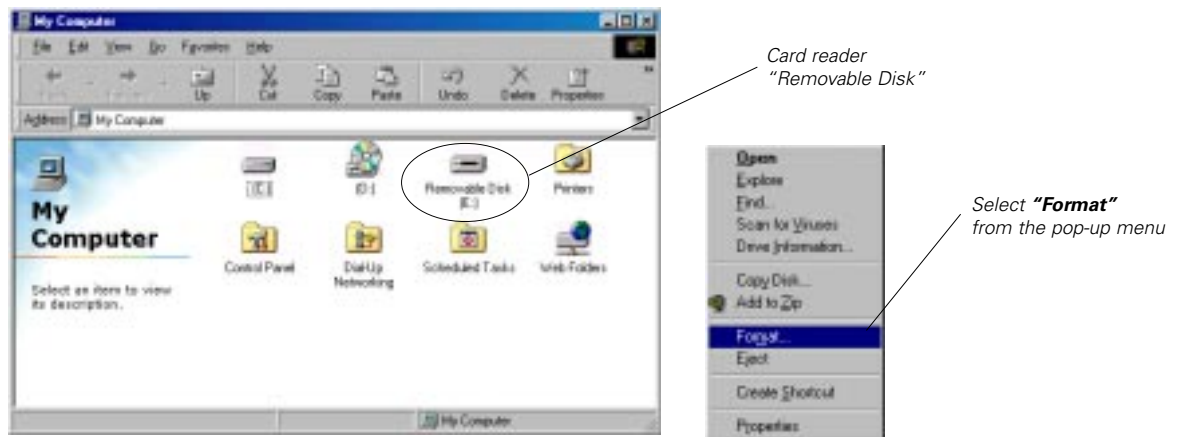 My Computer
File Edit View Go Favorites Help
Up Cut Copy Paste Undo Delete Properties
Address My Computer
My
Computer
Select an item to view
its description.
(C:)
(D:)
Removable Disk
(E:)
Printers
Control Panel
Dial-Up
Networking
Scheduled Tasks
Web Folders
My Computer
Card reader
“Removable Disk”
Open
Explore
Find...
Scan for Viruses
Drive Information...
Copy Disk...
Add to Zip
Format...
Eject
Create Shortcut
Properties
Select “Format”
from the pop-up menu